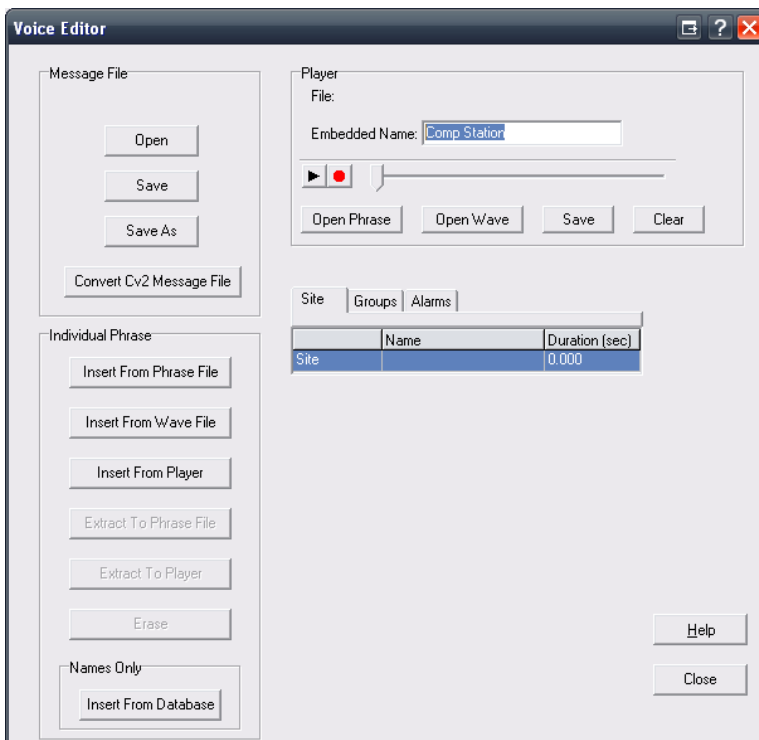 Voice Editor
Message File
Open
Save
Save As
Convert Cv2 Message File
Individual Phrase
Insert From Phrase File
Insert From Wave File
Insert From Player
Extract To Phrase File
Extract To Player
Erase
Names Only
Insert From Database
Player
File:
Embedded Name: Comp Station
Open Phrase Open Wave Save Clear
Site Groups Alarms
Name Duration (sec)
Site 0.000
Help
Close